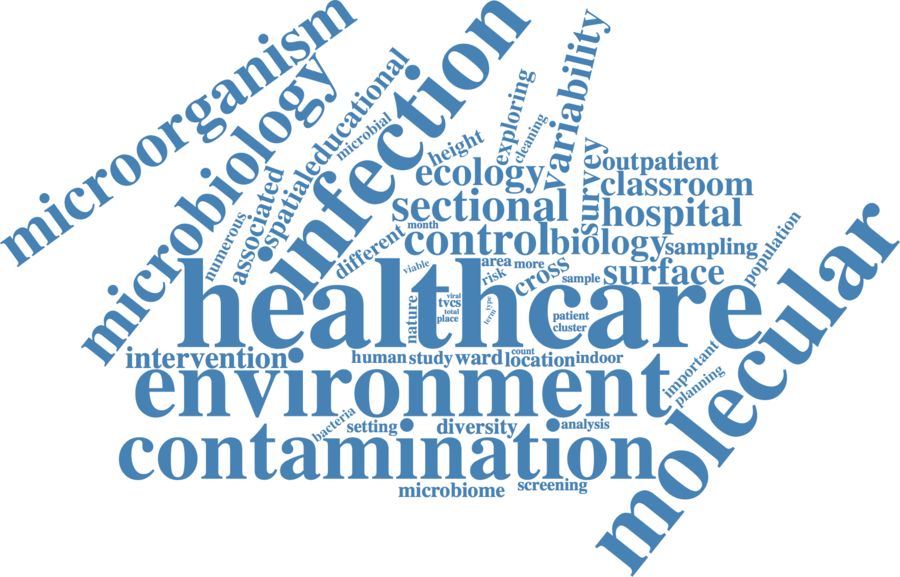 microorganism
microbiology
infection
educational
microbial
spatial
associated
numerous
height
exploring
cleaning
variability
ecology
survey
outpatient
classroom
sectional
hospital
month
different
control
biology
sampling
population
viable
area
more
risk
cross
sample
surface
healthcare
nature
viral
tvcs
total
place
type
term
patient
cluster
molecular
intervention
human
study
ward
count
location
indoor
important
planning
environment
bacteria
setting
diversity
analysis
contamination
microbiome
screening